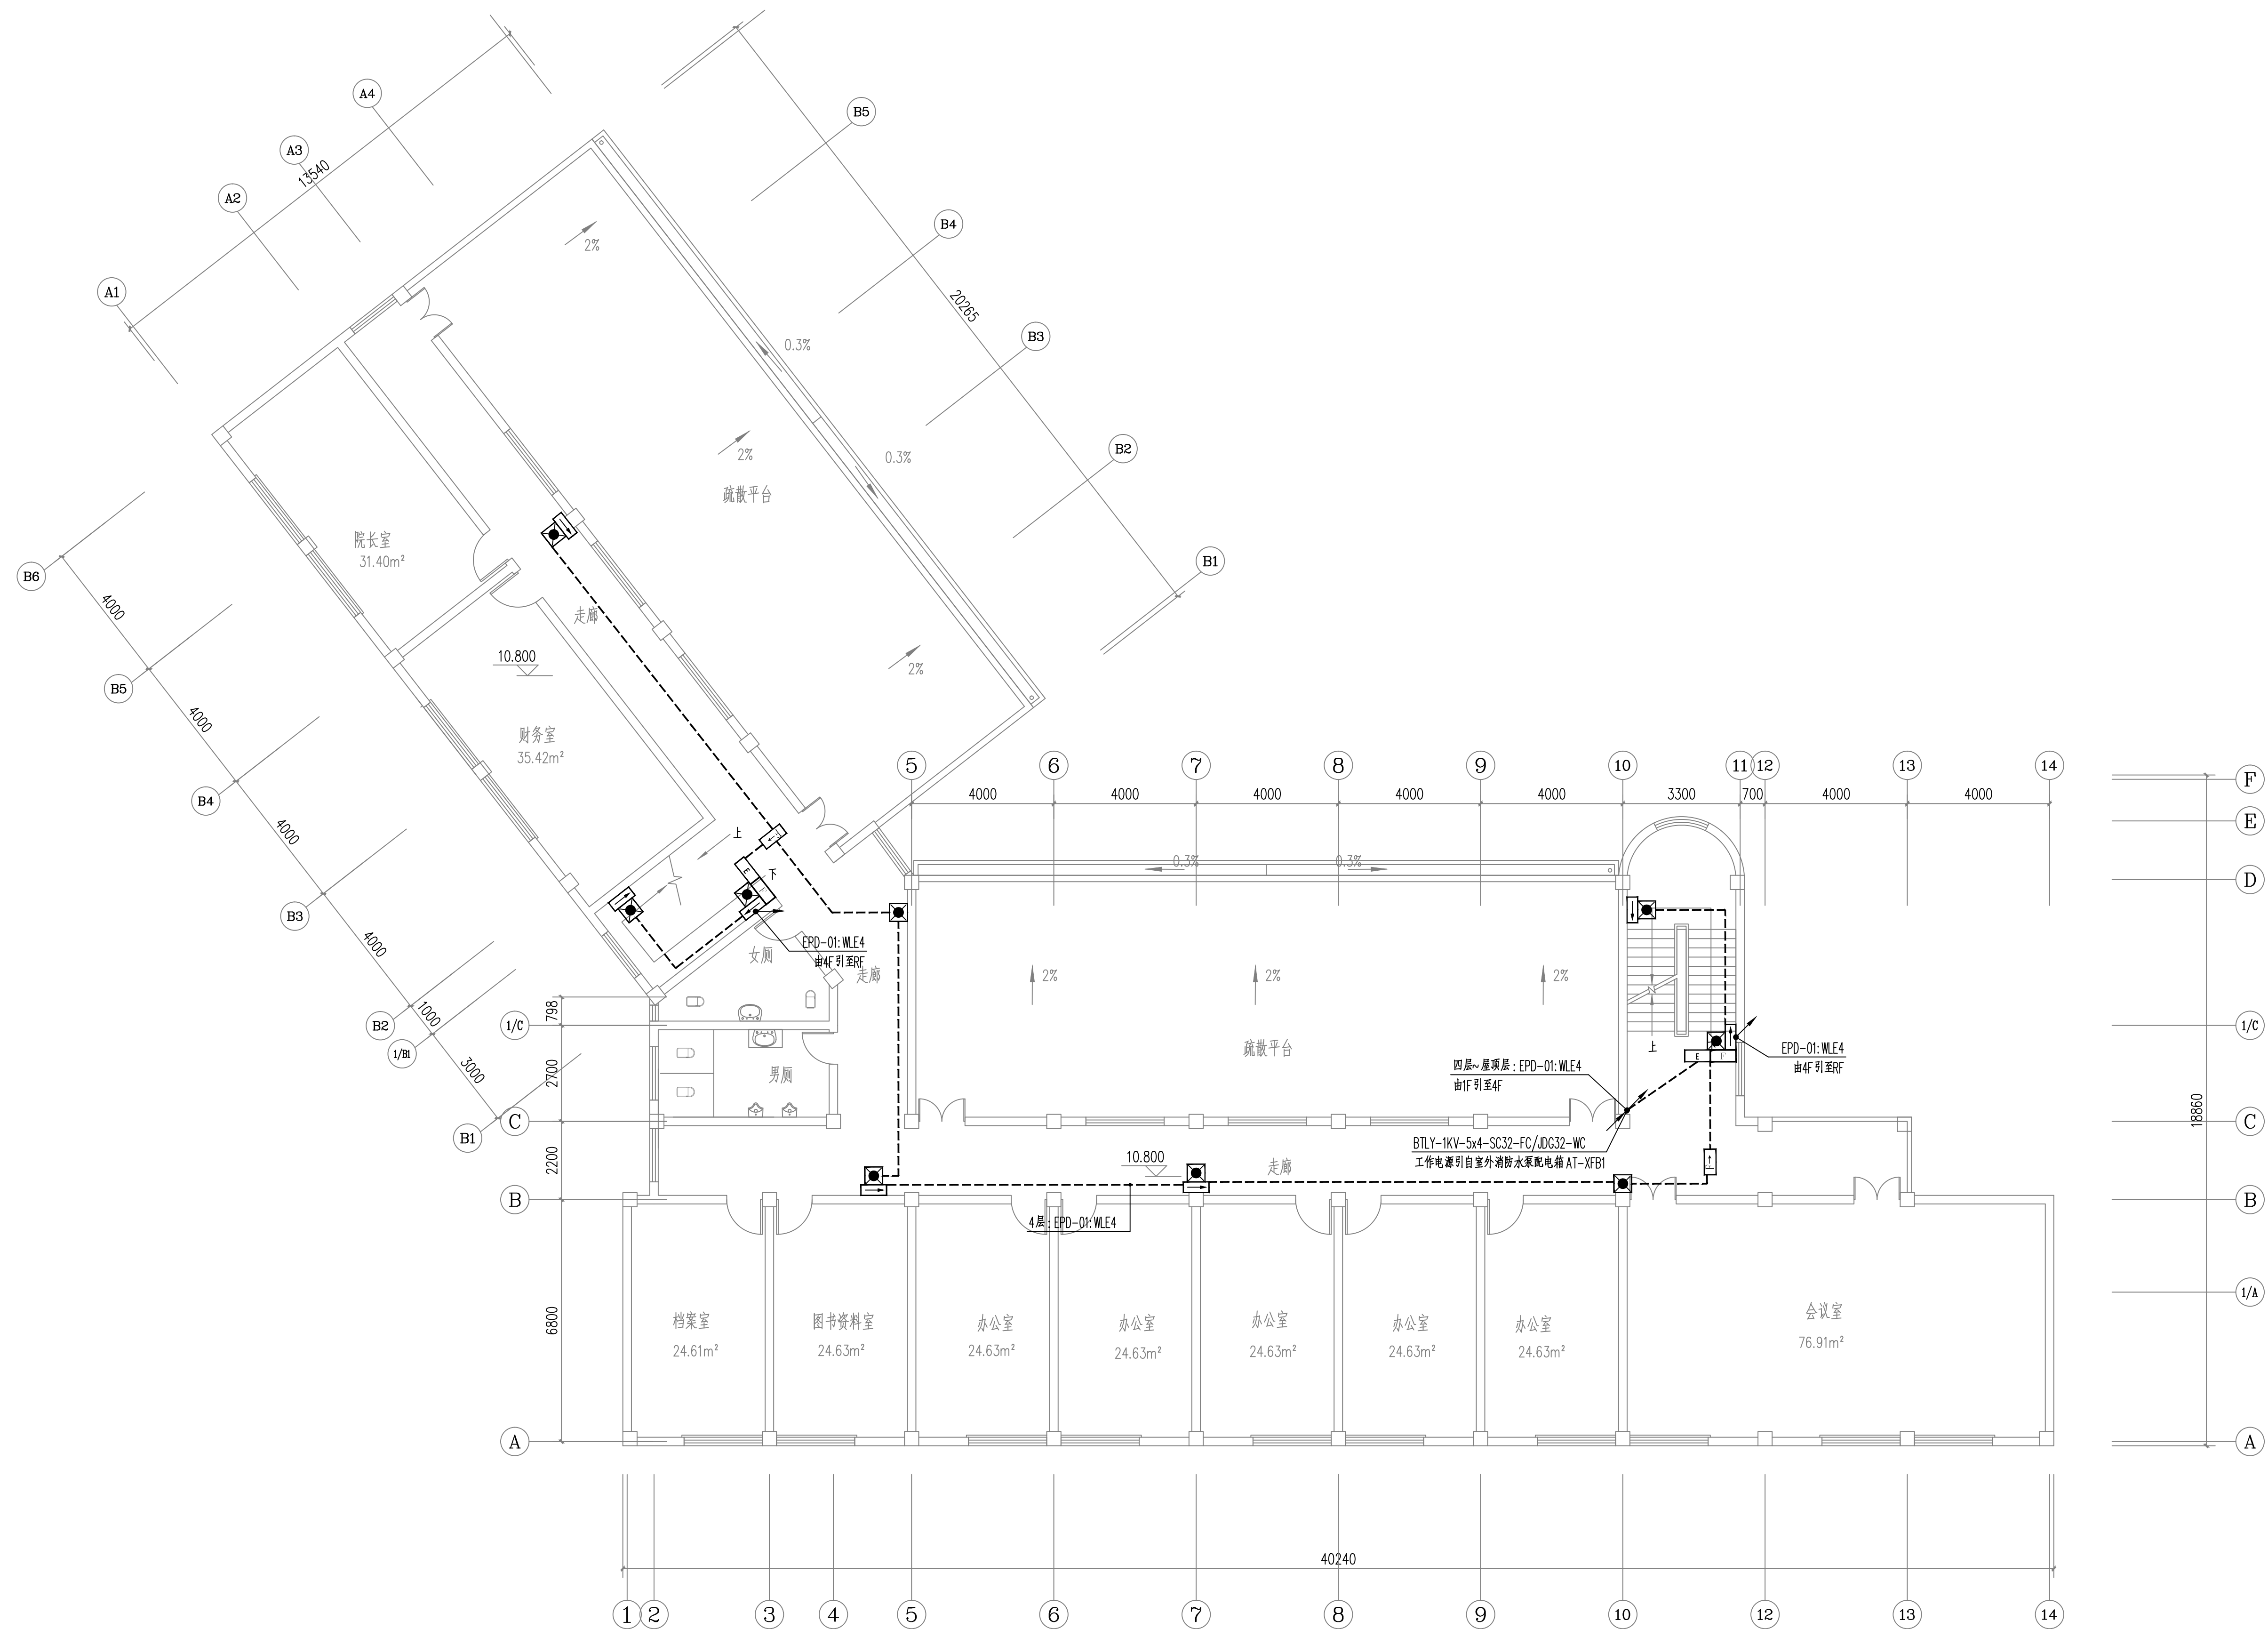 A4
A3
A2
A1
13540
B5
B4
B3
B2
B1
20265
2%
0.3%
2%
0.3%
疏散平台
2%
院长室
31.40m²
走廊
10.800
财务室
35.42m²
B6
B5
B4
B3
B2
1/B1
B1
4000
4000
4000
4000
1000
3000
上
下
E
EPD-01:WLE4
由4F引至RF
女厕
走廊
男厕
5
6
7
8
9
10
11
12
13
14
4000
4000
4000
4000
4000
3300
700
4000
4000
F
E
D
1/C
C
B
1/A
A
18860
0.3%
0.3%
2%
2%
2%
疏散平台
上
E
EPD-01:WLE4
由4F引至RF
四层~屋顶层:EPD-01:WLE4
由1F引至4F
BTLY-1KV-5x4-SC32-FC/JDG32-WC
工作电源引自室外消防水泵配电箱AT-XFB1
10.800
走廊
4层:EPD-01:WLE4
1/C
C
B
A
798
2700
2200
6800
档案室
24.61m²
图书资料室
24.63m²
办公室
24.63m²
办公室
24.63m²
办公室
24.63m²
办公室
24.63m²
办公室
24.63m²
会议室
76.91m²
40240
1
2
3
4
5
6
7
8
9
10
12
13
14